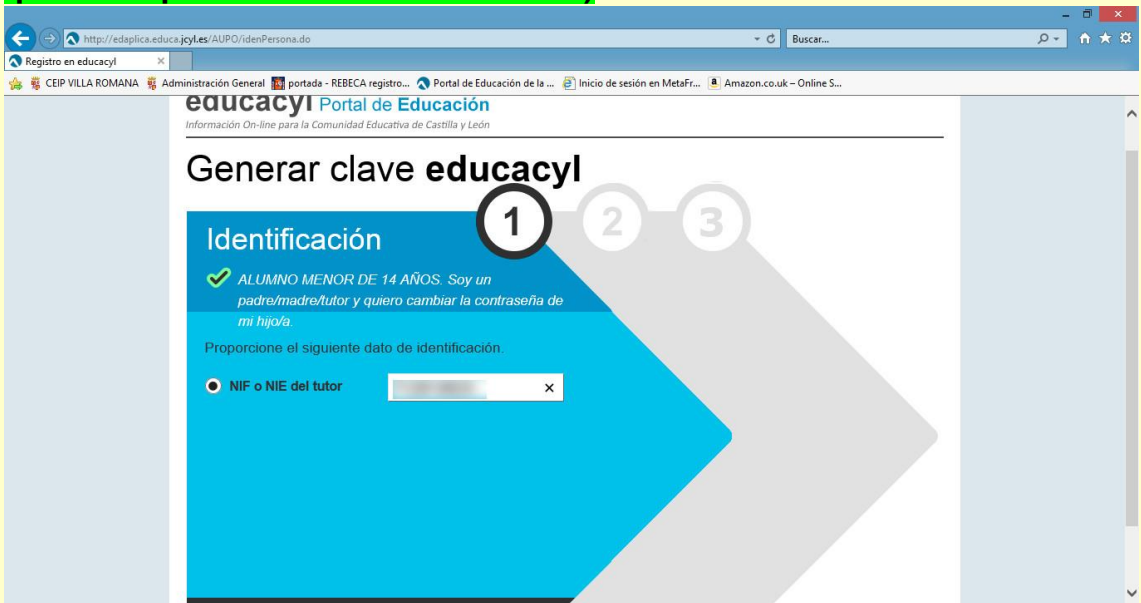 http://edaplica.educa.jcyl.es/AUPO/idenPersona.do
Buscar...
Registro en educacyl
CEIP VILLA ROMANA Administración General portada - REBECA registro... Portal de Educación de la ... Inicio de sesión en MetaFr... Amazon.co.uk – Online S...
educacyl Portal de Educación
Información On-line para la Comunidad Educativa de Castilla y León
Generar clave educacyl
1 2 3
Identificación
ALUMNO MENOR DE 14 AÑOS. Soy un
padre/madre/tutor y quiero cambiar la contraseña de
mi hijo/a.
Proporcione el siguiente dato de identificación.
NIF o NIE del tutor